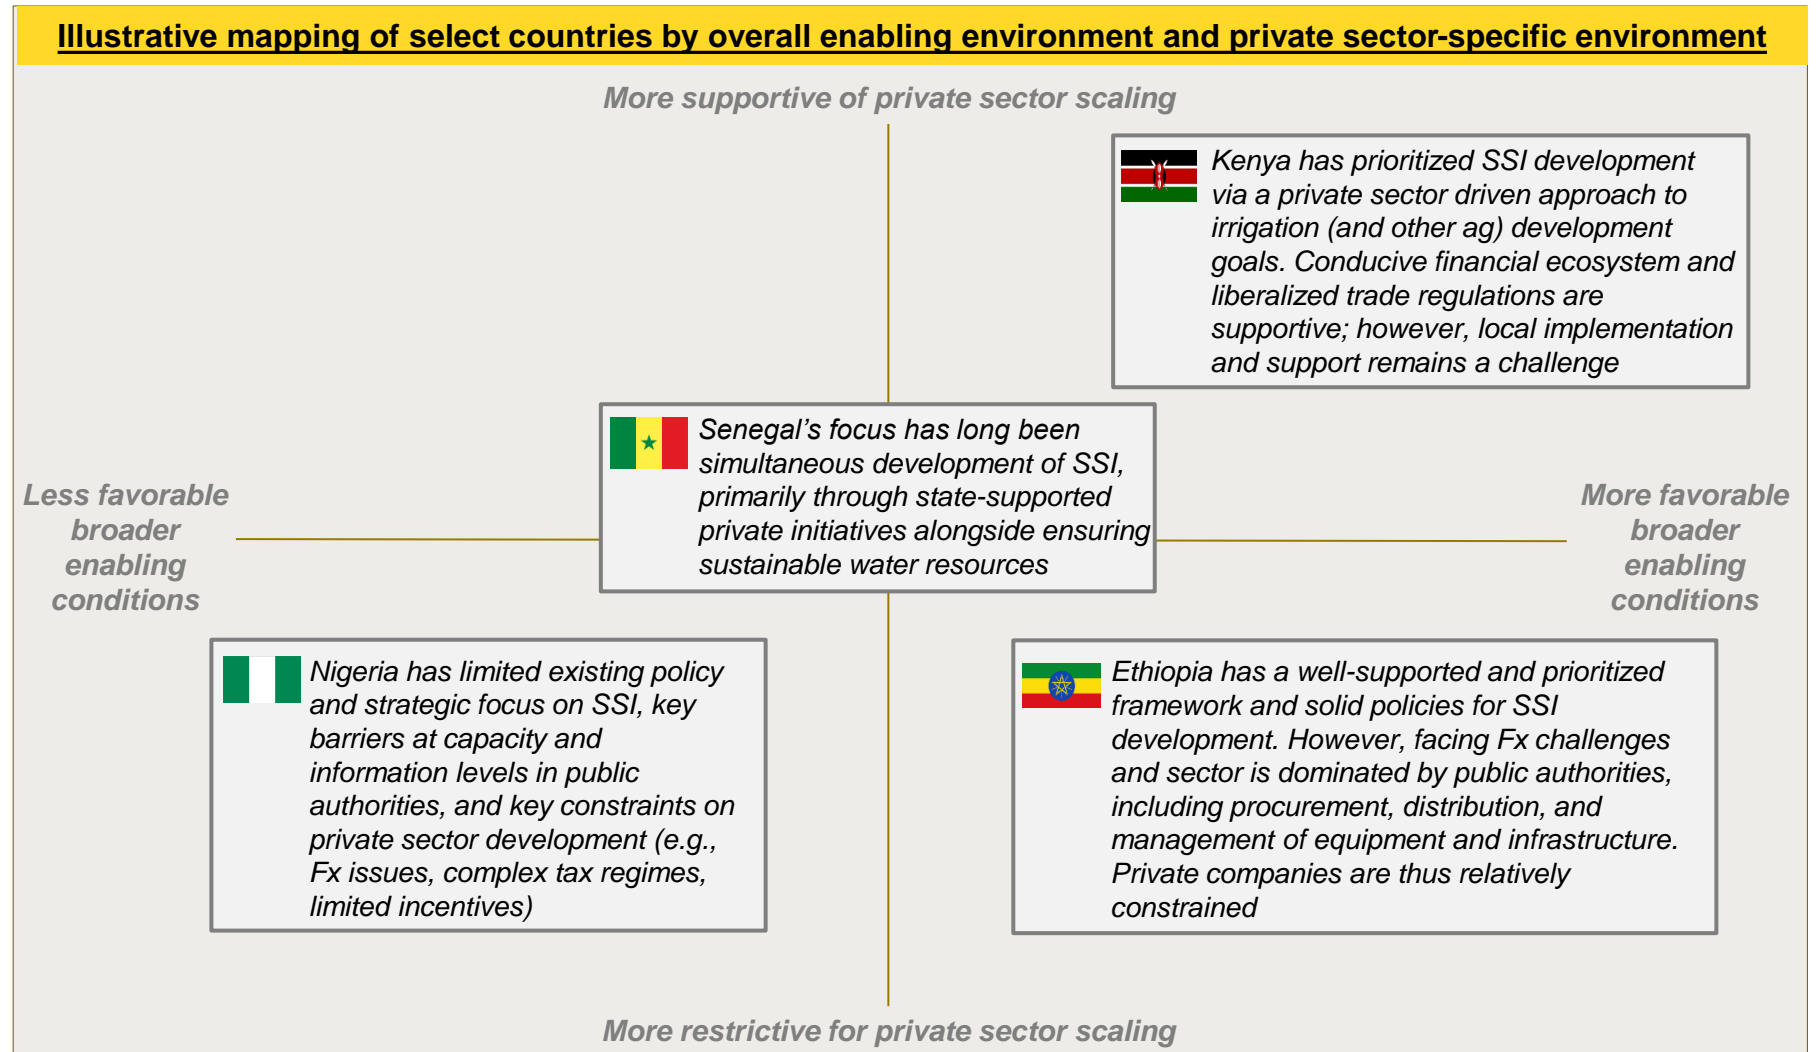 Illustrative mapping of select countries by overall enabling environment and private sector-specific environment
More supportive of private sector scaling
Kenya has prioritized SSI development
via a private sector driven approach to
irrigation (and other ag) development
goals. Conducive financial ecosystem and
liberalized trade regulations are
supportive; however, local implementation
and support remains a challenge
Senegal’s focus has long been
simultaneous development of SSI,
primarily through state-supported
private initiatives alongside ensuring
sustainable water resources
Less favorable
broader
enabling
conditions
More favorable
broader
enabling
conditions
Nigeria has limited existing policy
and strategic focus on SSI, key
barriers at capacity and
information levels in public
authorities, and key constraints on
private sector development (e.g.,
Fx issues, complex tax regimes,
limited incentives)
Ethiopia has a well-supported and prioritized
framework and solid policies for SSI
development. However, facing Fx challenges
and sector is dominated by public authorities,
including procurement, distribution, and
management of equipment and infrastructure.
Private companies are thus relatively
constrained
More restrictive for private sector scaling